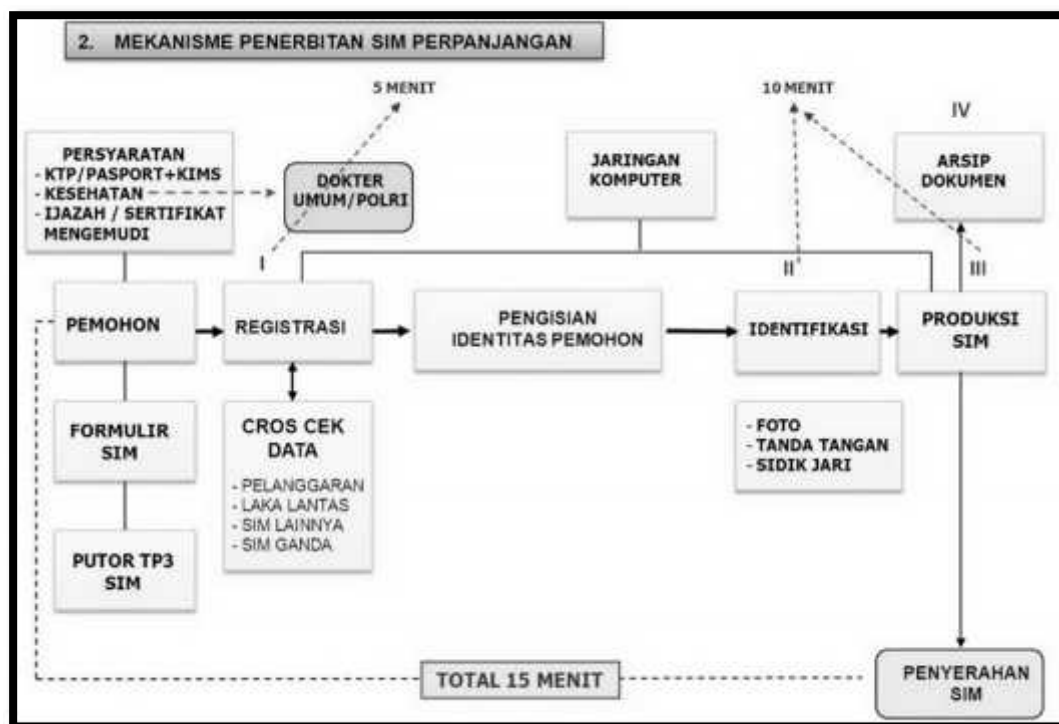 2. MEKANISME PENERBITAN SIM PERPANJANGAN
5 MENIT
10 MENIT
IV
PERSYARATAN
- KTP/PASPORT+KIMS
- KESEHATAN
- IJAZAH / SERTIFIKAT
MENGEMUDI
DOKTER
UMUM/POLRI
JARINGAN
KOMPUTER
ARSIP
DOKUMEN
I
II
III
PEMOHON
REGISTRASI
PENGISIAN
IDENTITAS PEMOHON
IDENTIFIKASI
PRODUKSI
SIM
FORMULIR
SIM
CROS CEK
DATA
- PELANGGARAN
- LAKA LANTAS
- SIM LAINNYA
- SIM GANDA
- FOTO
- TANDA TANGAN
- SIDIK JARI
PUTOR TP3
SIM
TOTAL 15 MENIT
PENYERAHAN
SIM